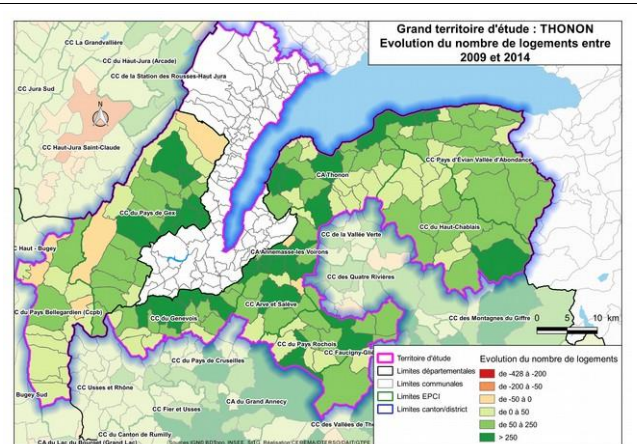 Grand territoire d'étude : THONON
Evolution du nombre de logements entre
2009 et 2014
CC La Grandvallière
CC du Haut-Jura (Arcade)
CC de la Station des Rousses-Haut Jura
CC Jura Sud
N
CC Haut-Jura Saint-Claude
CC Pays d'Évian Vallée d'Abondance
CA Thonon
CC du Pays de Gex
CC du Haut-Chablais
CC de la Vallée Verte
CC Haut - Bugey
CA Annemasse-les Voirons
CC des Quatre Rivières
CC du Pays Bellegardien (Ccpb)
CC Arve et Salève
CC du Genevois
CC des Montagnes du Giffre
0 5 10 km
CC du Pays Rochois
CC Faucigny-Gli
CC du Pays de Cruseilles
Bugey Sud
CC Usses et Rhône
CA du Grand Annecy
CC Fier et Usses
CC des Vallées de Th
CC du Canton de Rumilly
CA du Lac du Bourget (Grand Lac)
Territoire d'étude
Limites départementales
Limites communales
Limites EPCI
Limites canton/district
Evolution du nombre de logements
de -428 à -200
de -200 à -50
de -50 à 0
de 0 à 50
de 50 à 250
> 250